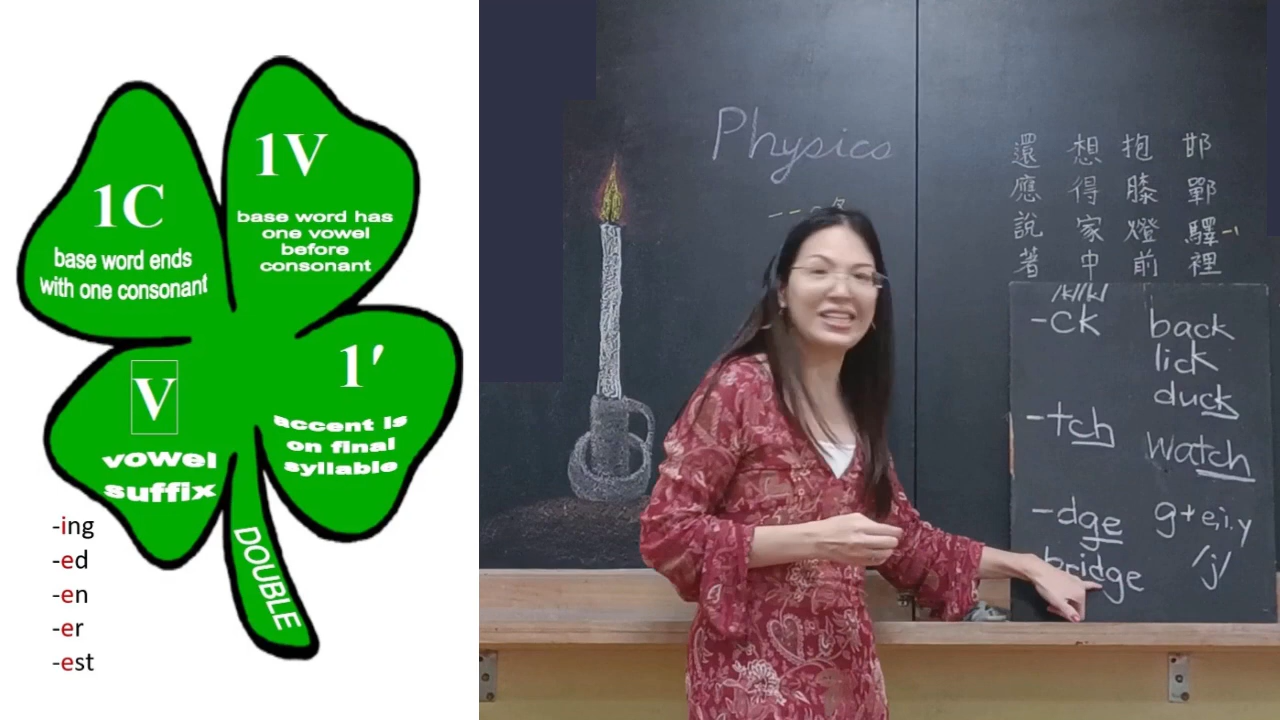 1C
base word ends
with one consonant
1V
base word has
one vowel
before
consonant
V
vowel
suffix
1′
accent is
on final
syllable
DOUBLE
-ing
-ed
-en
-er
-est
Physics
邯鄲驛裡
抱膝燈前
想得家中
還應說著
/k//k/
-ck back
lick
duck
-tch watch
-dge g+e,i,y
bridge /j/